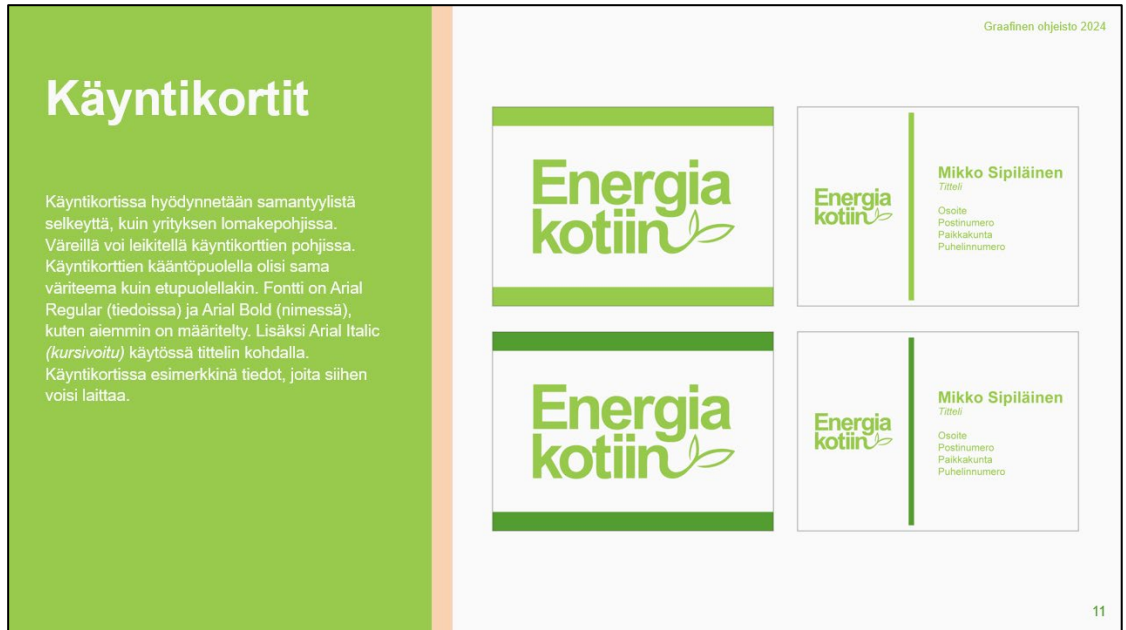 Graafinen ohjeisto 2024
Käyntikortit
Käyntikortissa hyödynnetään samantyylistä
selkeyttä, kuin yrityksen lomakepohjissa.
Väreillä voi leikitellä käyntikorttien pohjissa.
Käyntikorttien kääntöpuolella olisi sama
väriteema kuin etupuolellakin. Fontti on Arial
Regular (tiedoissa) ja Arial Bold (nimessä),
kuten aiemmin on määritelty. Lisäksi Arial Italic
(kursivoitu) käytössä tittelin kohdalla.
Käyntikortissa esimerkkinä tiedot, joita siihen
voisi laittaa.
Energia
kotiin
Energia
kotiin
Mikko Sipiläinen
Titteli
Osoite
Postinumero
Paikkakunta
Puhelinnumero
Energia
kotiin
Energia
kotiin
Mikko Sipiläinen
Titteli
Osoite
Postinumero
Paikkakunta
Puhelinnumero
11